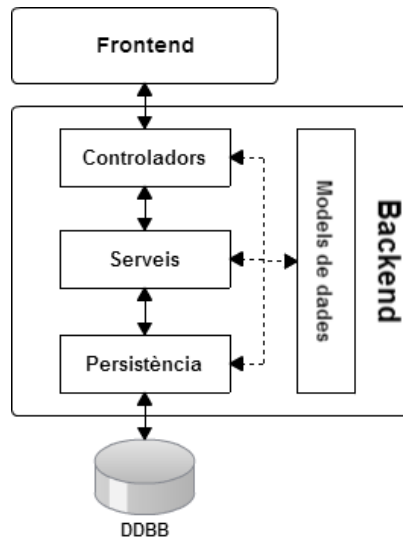 Frontend
Controladors
Serveis
Persistència
Models de dades
Backend
DDBB